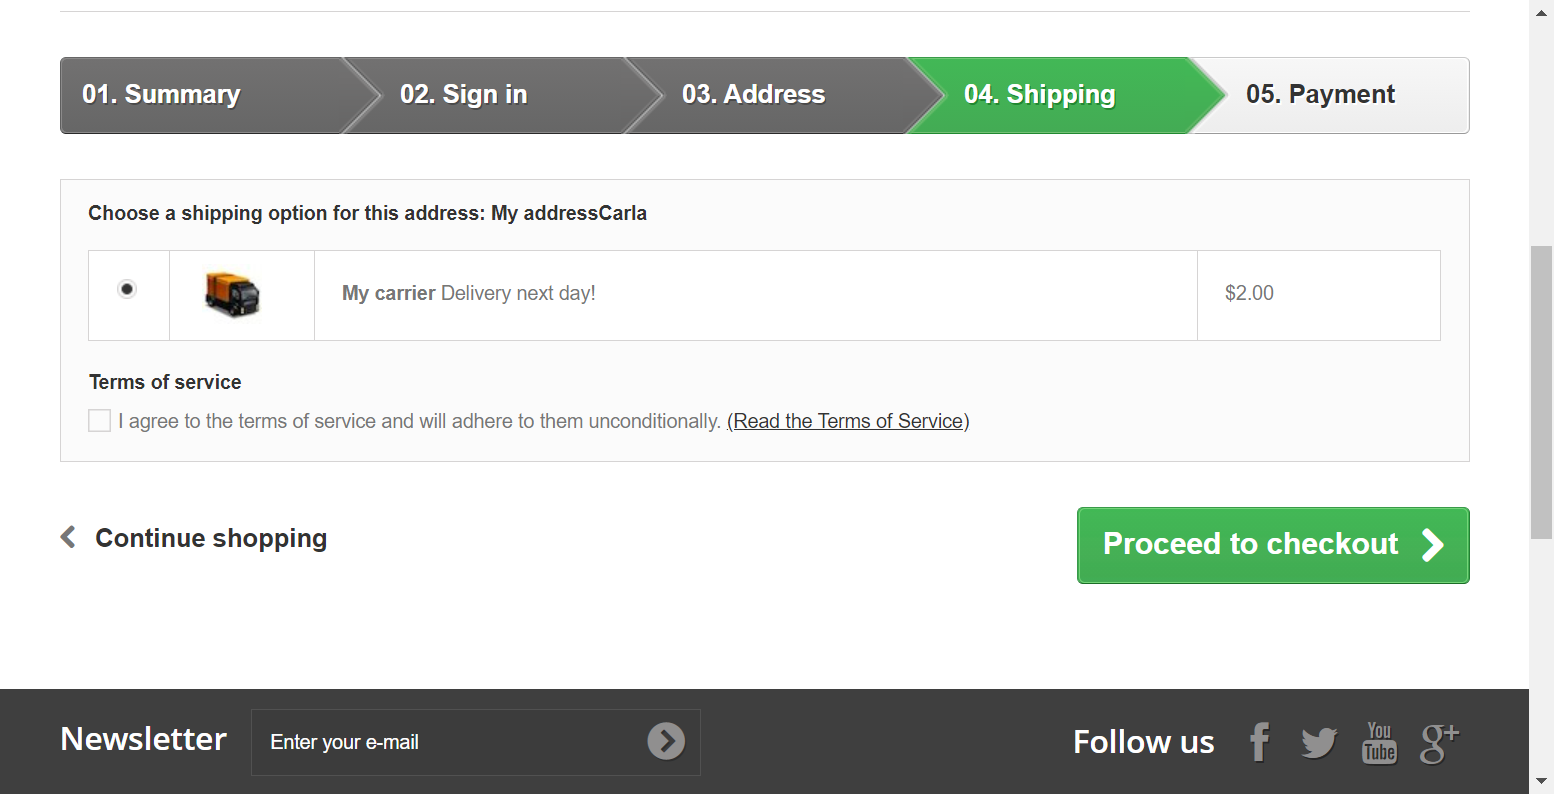 01. Summary 02. Sign in 03. Address 04. Shipping 05. Payment
Choose a shipping option for this address: My addressCarla
My carrier Delivery next day! $2.00
Terms of service
I agree to the terms of service and will adhere to them unconditionally. (Read the Terms of Service)
Continue shopping
Proceed to checkout
Newsletter Enter your e-mail Follow us f You Tube g+